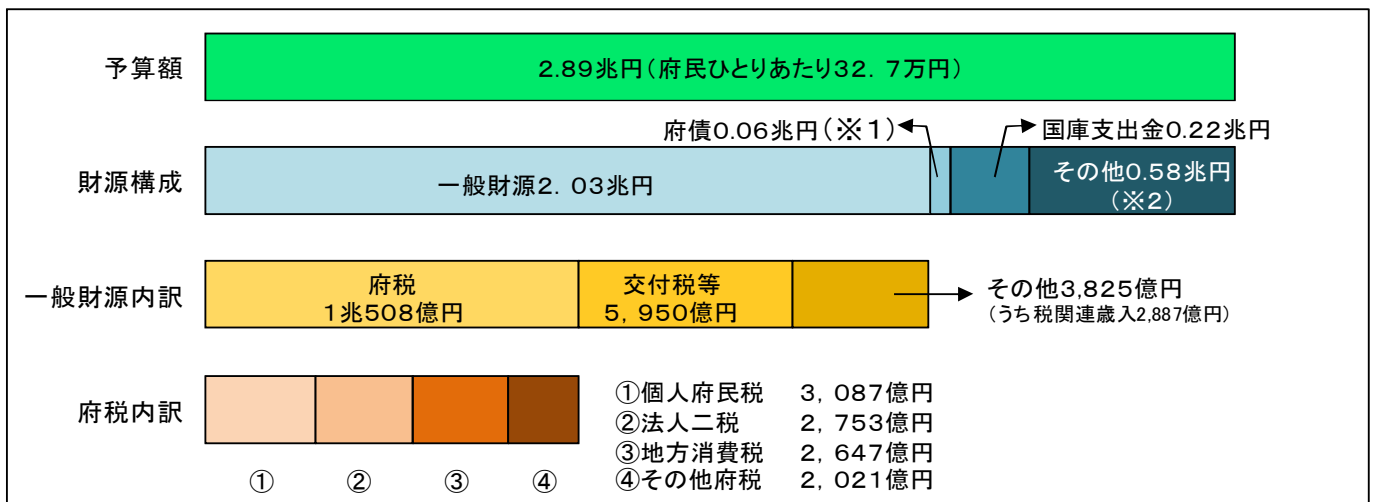 予算額
2.89兆円(府民ひとりあたり32．7万円)
府債0.06兆円(※1)
国庫支出金0.22兆円
財源構成
一般財源2．03兆円
その他0.58兆円
(※2)
一般財源内訳
府税
1兆508億円
交付税等
5，950億円
その他3,825億円
(うち税関連歳入2,887億円)
府税内訳
①個人府民税 3，087億円
②法人二税 2，753億円
③地方消費税 2，647億円
④その他府税 2，021億円
① ② ③ ④